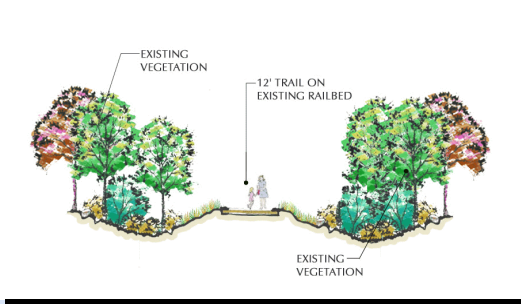 EXISTING
VEGETATION
12' TRAIL ON
EXISTING RAILBED
EXISTING
VEGETATION